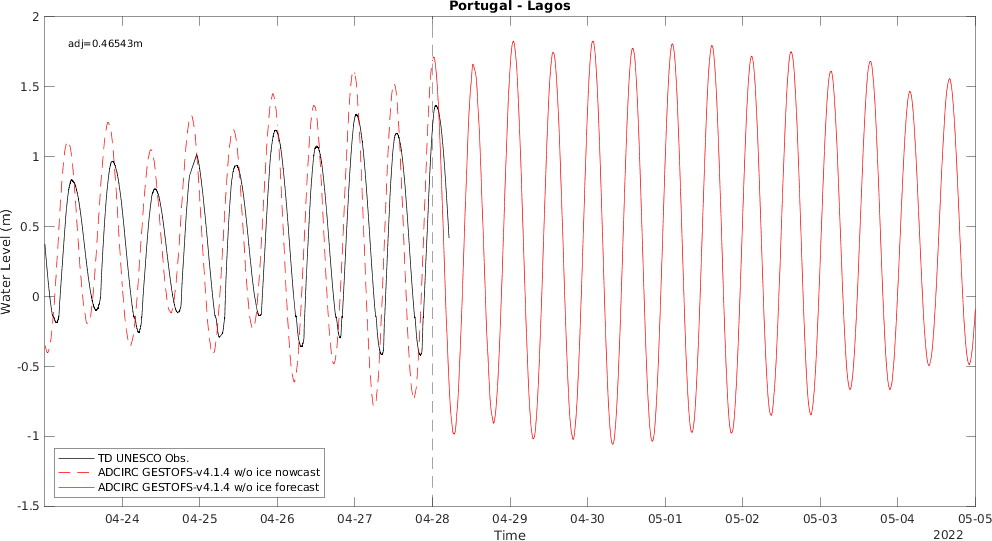 Portugal - Lagos
adj=0.46543m
Water Level (m)
2
1.5
1
0.5
0
-0.5
-1
-1.5
TD UNESCO Obs.
ADCIRC GESTOFS-v4.1.4 w/o ice nowcast
ADCIRC GESTOFS-v4.1.4 w/o ice forecast
04-24 04-25 04-26 04-27 04-28 04-29 04-30 05-01 05-02 05-03 05-04 05-05
Time
2022